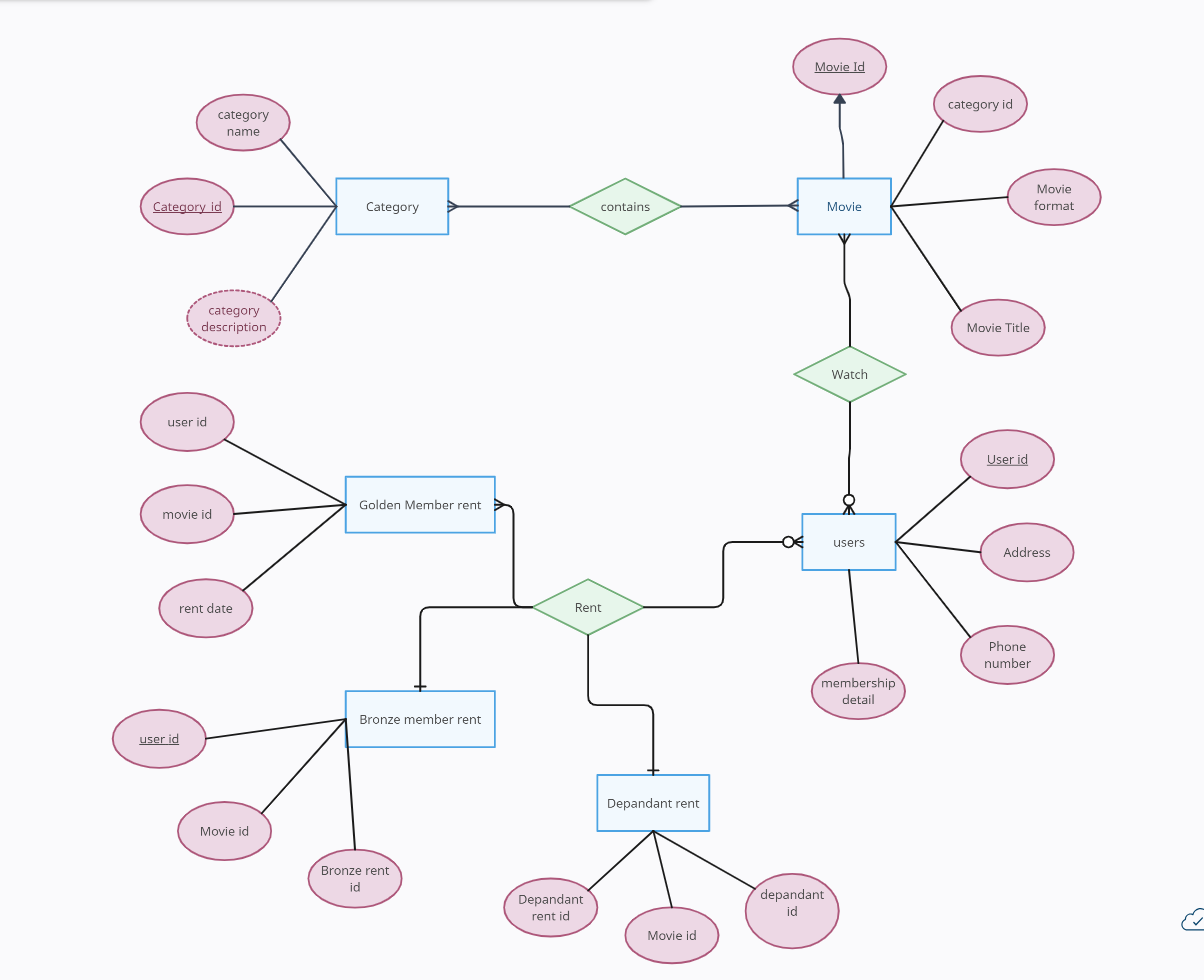 Movie Id
category id
category
name
Category id
Category
contains
Movie
Movie
format
category
description
Movie Title
Watch
user id
User id
Golden Member rent
movie id
users
Address
rent date
Rent
Phone
number
membership
detail
Bronze member rent
user id
Depandant rent
Movie id
Bronze rent
id
Depandant
rent id
Movie id
depandant
id